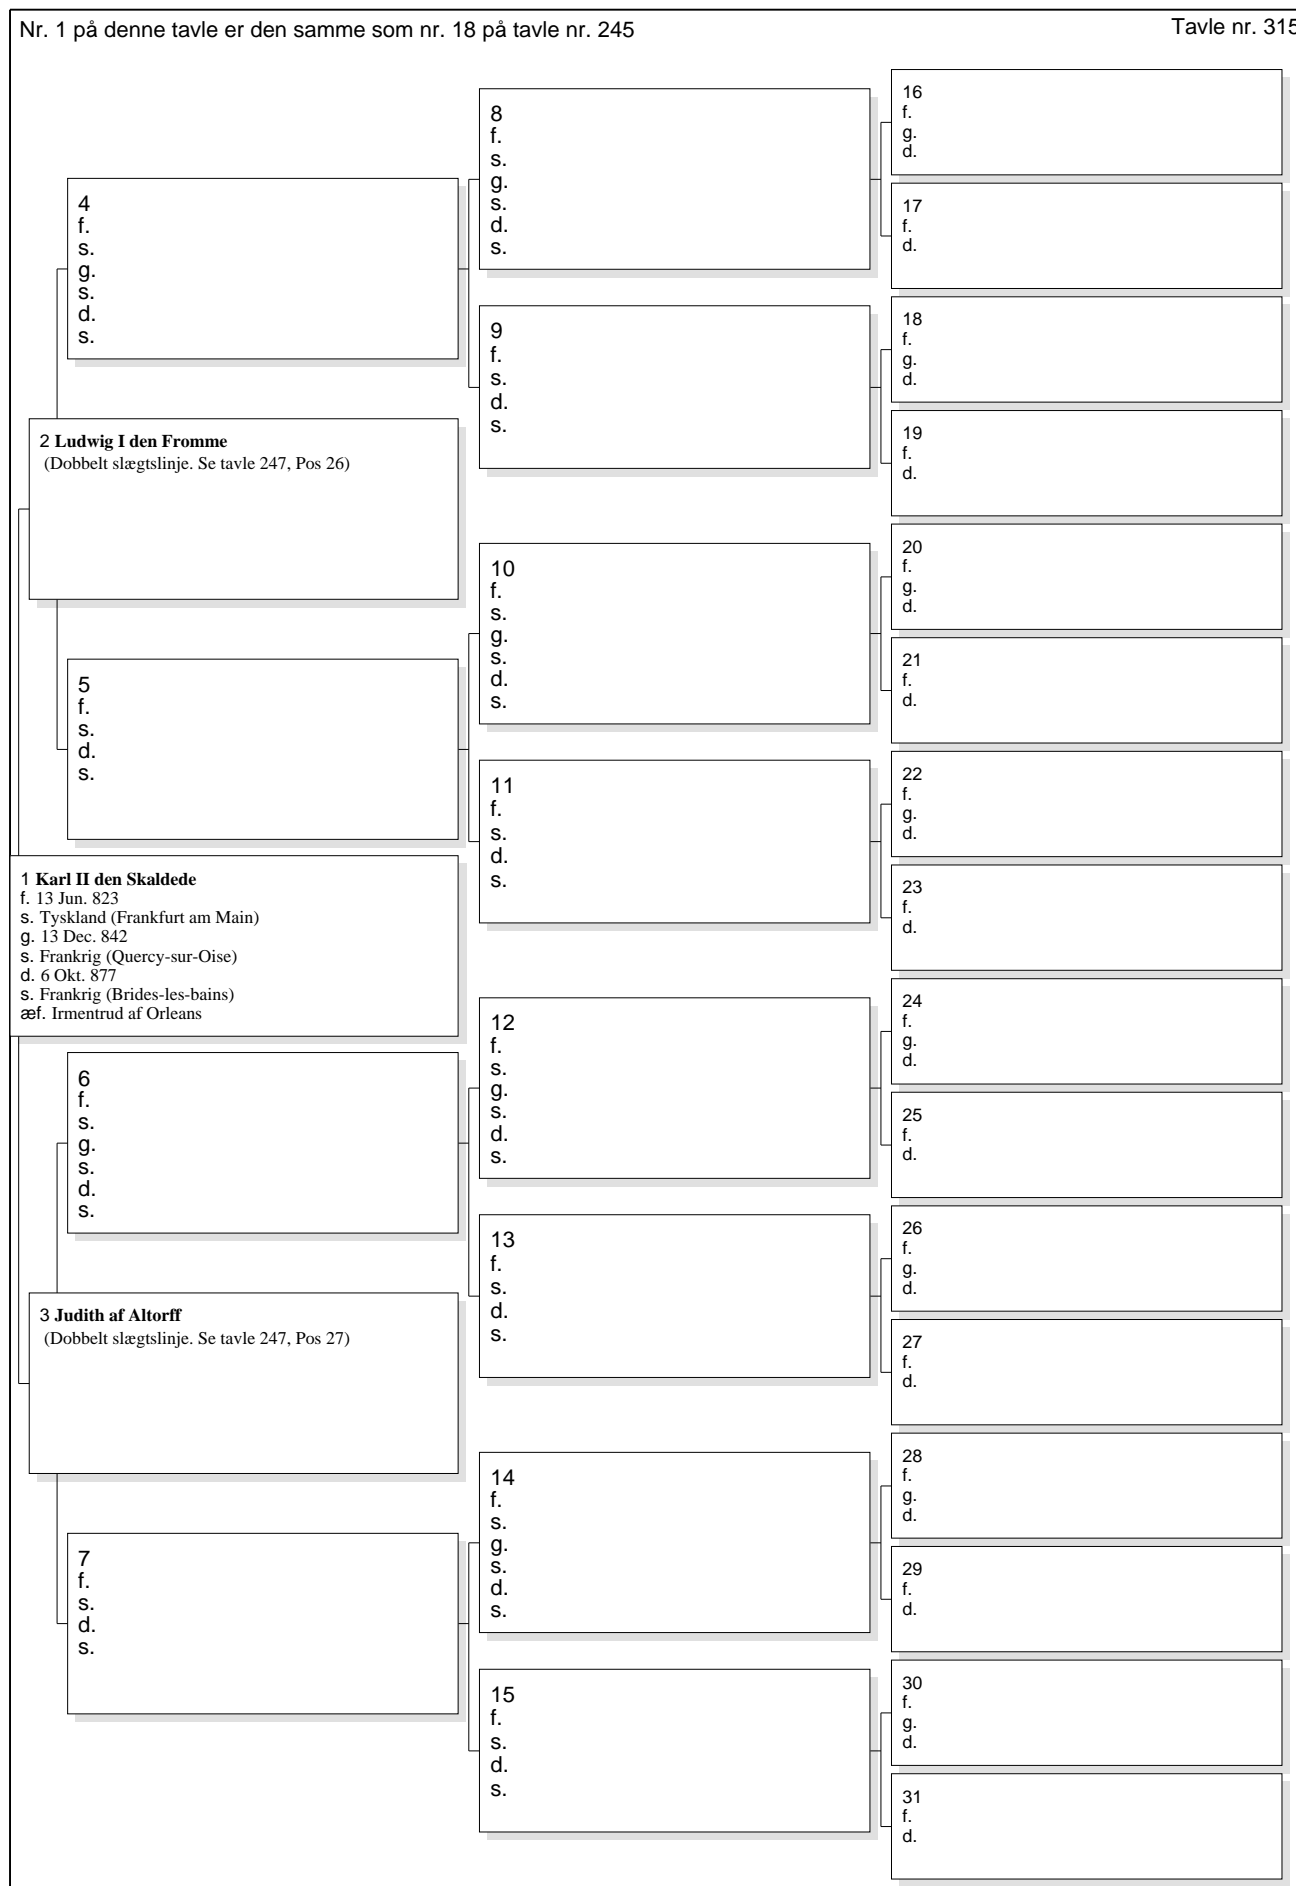 Nr. 1 på denne tavle er den samme som nr. 18 på tavle nr. 245
Tavle nr. 315
4
f.
s.
g.
s.
d.
s.
2 Ludwig I den Fromme
(Dobbelt slægtslinje. Se tavle 247, Pos 26)
5
f.
s.
d.
s.
1 Karl II den Skaldede
f. 13 Jun. 823
s. Tyskland (Frankfurt am Main)
g. 13 Dec. 842
s. Frankrig (Quercy-sur-Oise)
d. 6 Okt. 877
s. Frankrig (Brides-les-bains)
æf. Irmentrud af Orleans
6
f.
s.
g.
s.
d.
s.
3 Judith af Altorff
(Dobbelt slægtslinje. Se tavle 247, Pos 27)
7
f.
s.
d.
s.
8
f.
s.
g.
s.
d.
s.
9
f.
s.
d.
s.
10
f.
s.
g.
s.
d.
s.
11
f.
s.
d.
s.
12
f.
s.
g.
s.
d.
s.
13
f.
s.
d.
s.
14
f.
s.
g.
s.
d.
s.
15
f.
s.
d.
s.
16
f.
g.
d.
17
f.
d.
18
f.
g.
d.
19
f.
d.
20
f.
g.
d.
21
f.
d.
22
f.
g.
d.
23
f.
d.
24
f.
g.
d.
25
f.
d.
26
f.
g.
d.
27
f.
d.
28
f.
g.
d.
29
f.
d.
30
f.
g.
d.
31
f.
d.